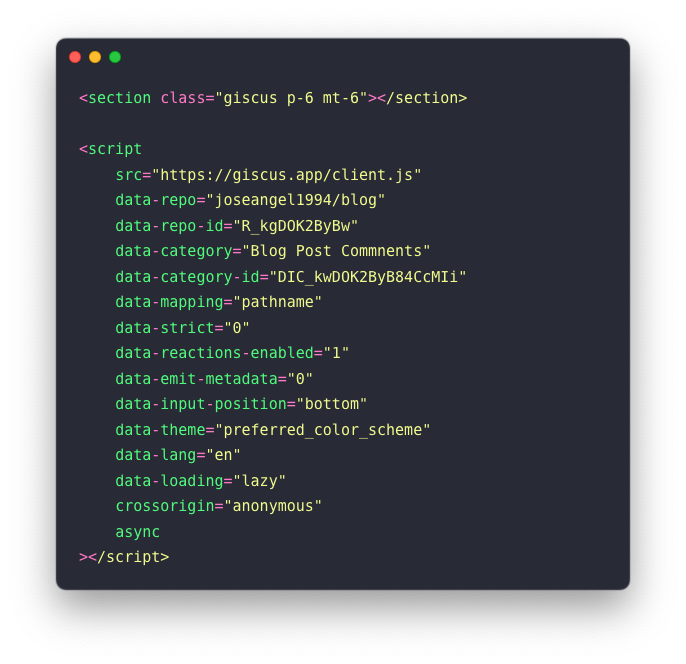 <section class="giscus p-6 mt-6"></section>
<script
src="https://giscus.app/client.js"
data-repo="joseangel1994/blog"
data-repo-id="R_kgDOK2ByBw"
data-category="Blog Post Commnents"
data-category-id="DIC_kwDOK2ByB84CcMIi"
data-mapping="pathname"
data-strict="0"
data-reactions-enabled="1"
data-emit-metadata="0"
data-input-position="bottom"
data-theme="preferred_color_scheme"
data-lang="en"
data-loading="lazy"
crossorigin="anonymous"
async
></script>